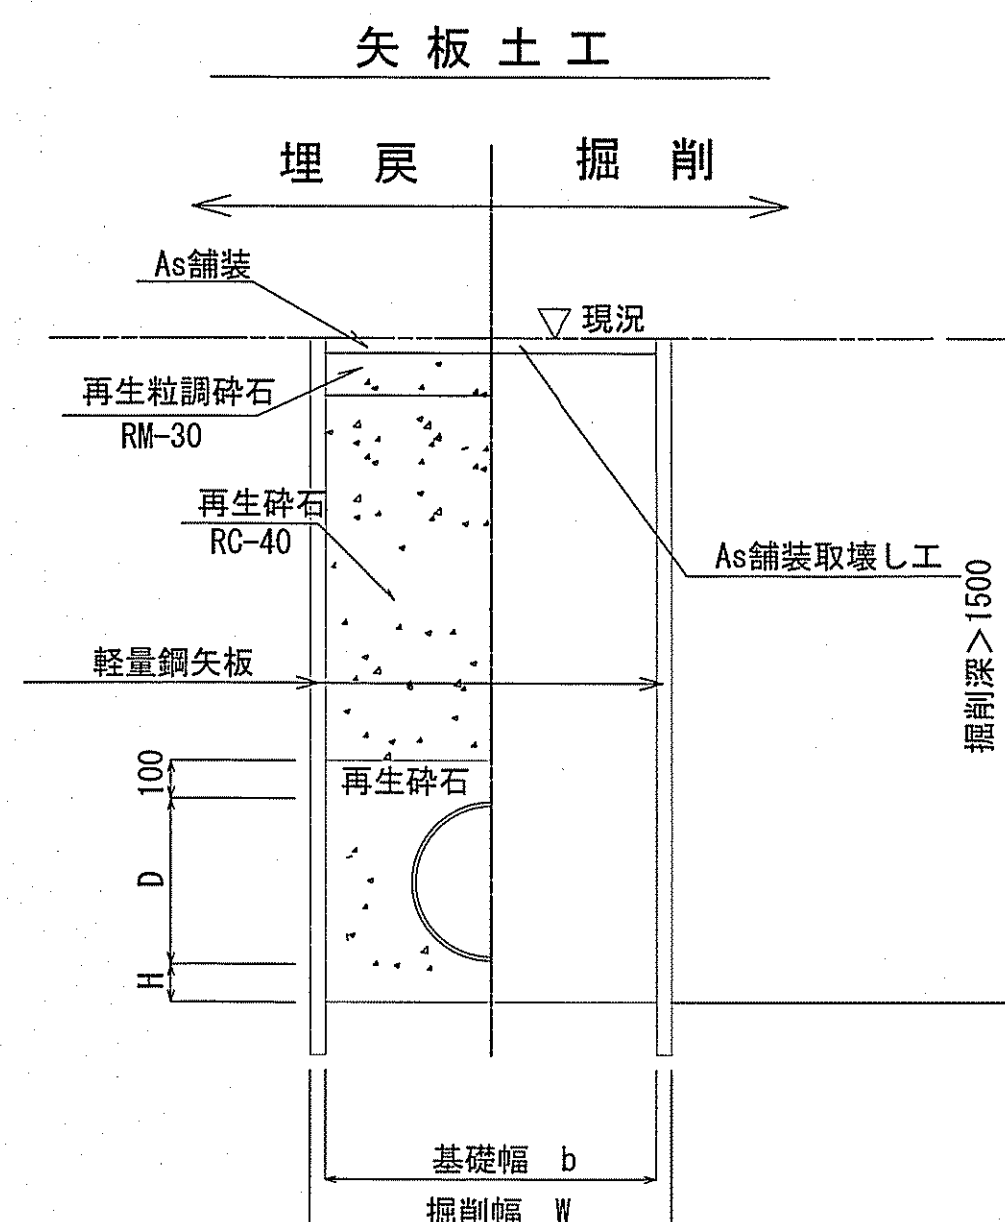 矢板土工
埋戻
掘削
As舗装
現況
再生粒調砕石
RM-30
再生砕石
RC-40
As舗装取壊し工
掘削深>1500
軽量鋼矢板
100
再生砕石
D
H
基礎幅 b
掘削幅 W